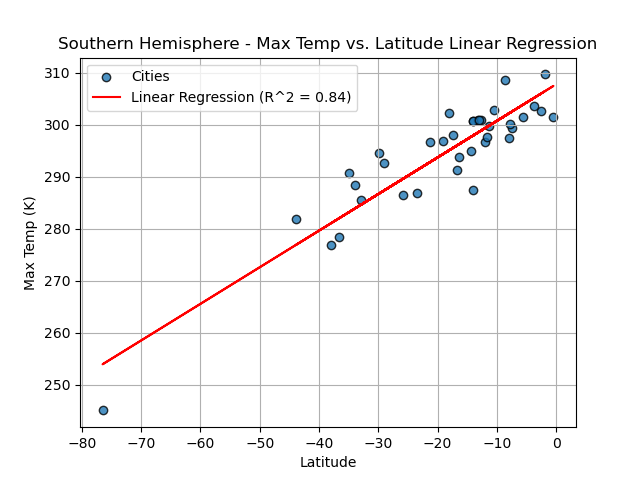 Southern Hemisphere - Max Temp vs. Latitude Linear Regression
Cities
Linear Regression (R^2 = 0.84)
310
300
290
280
270
260
250
Max Temp (K)
−80 −70 −60 −50 −40 −30 −20 −10 0
Latitude